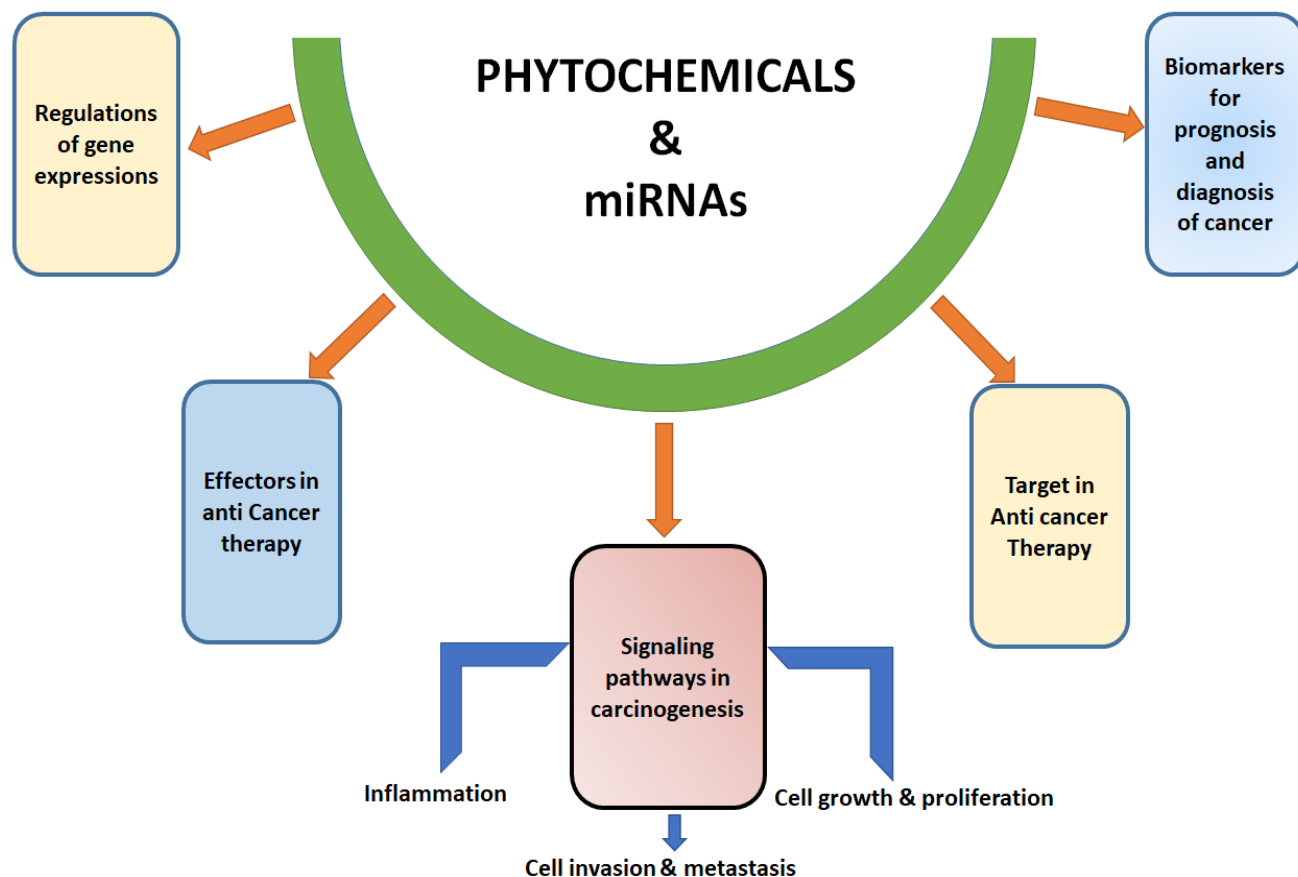 PHYTOCHEMICALS
&
miRNAs
Regulations
of gene
expressions
Biomarkers
for
prognosis
and
diagnosis
of cancer
Effectors in
anti Cancer
therapy
Target in
Anti cancer
Therapy
Signaling
pathways in
carcinogenesis
Inflammation
Cell growth & proliferation
Cell invasion & metastasis